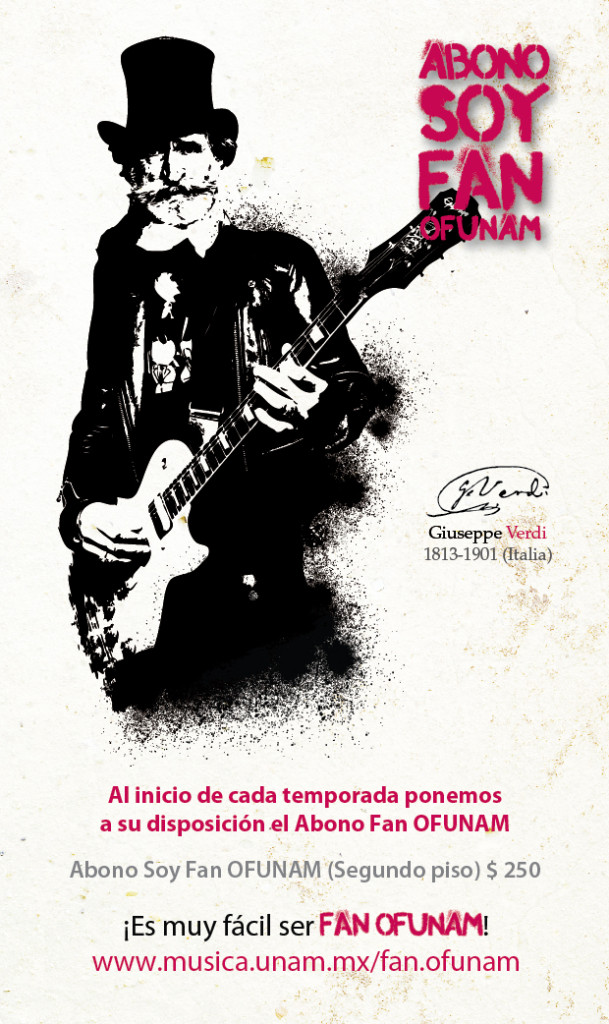 ABONO
SOY
FAN
OFUNAM
G. Verdi
Giuseppe Verdi
1813-1901 (Italia)
Al inicio de cada temporada ponemos
a su disposición el Abono Fan OFUNAM
Abono Soy Fan OFUNAM (Segundo piso) $ 250
¡Es muy fácil ser FAN OFUNAM!
www.musica.unam.mx/fan.ofunam